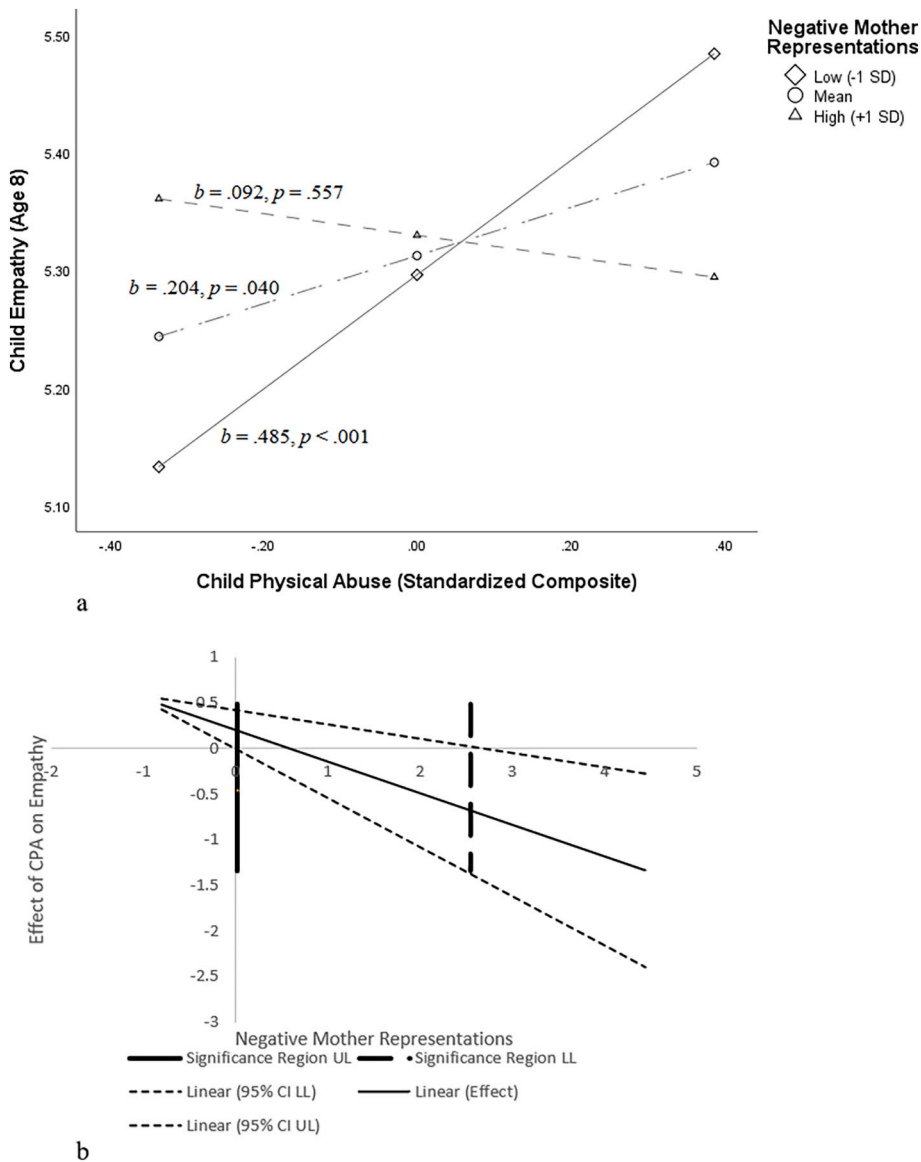 Negative Mother
Representations
Low (-1 SD)
Mean
High (+1 SD)
Child Empathy (Age 8)
5.50
5.40
5.30
5.20
5.10
b = .092, p = .557
b = .204, p = .040
b = .485, p < .001
-.40 -.20 .00 .20 .40
Child Physical Abuse (Standardized Composite)
a
Effect of CPA on Empathy
1
0.5
0
-0.5
-1
-1.5
-2
-2.5
-3
-2 -1 0 1 2 3 4 5
Negative Mother Representations
Significance Region UL Significance Region LL
Linear (95% CI LL) Linear (Effect)
Linear (95% CI UL)
b